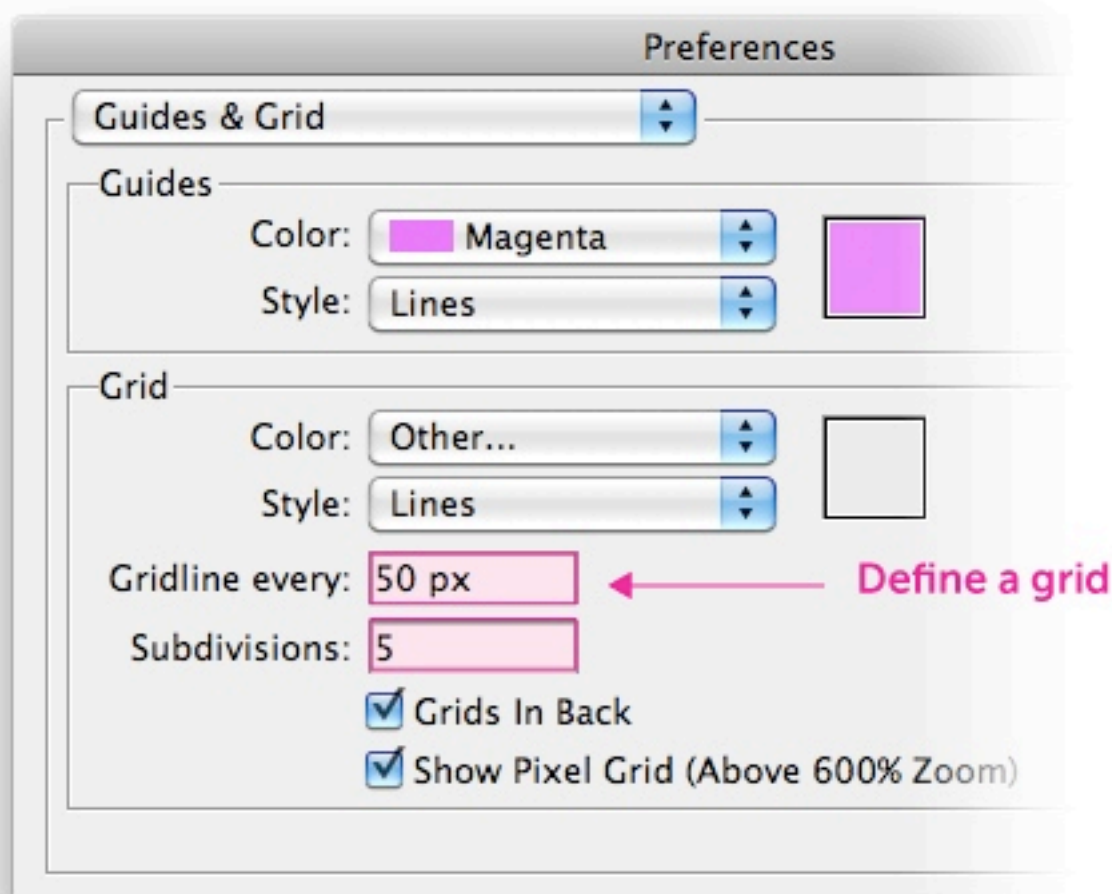 Preferences
Guides & Grid
Guides
Color: Magenta
Style: Lines
Grid
Color: Other...
Style: Lines
Gridline every: 50 px Define a grid
Subdivisions: 5
Grids In Back
Show Pixel Grid (Above 600% Zoom)